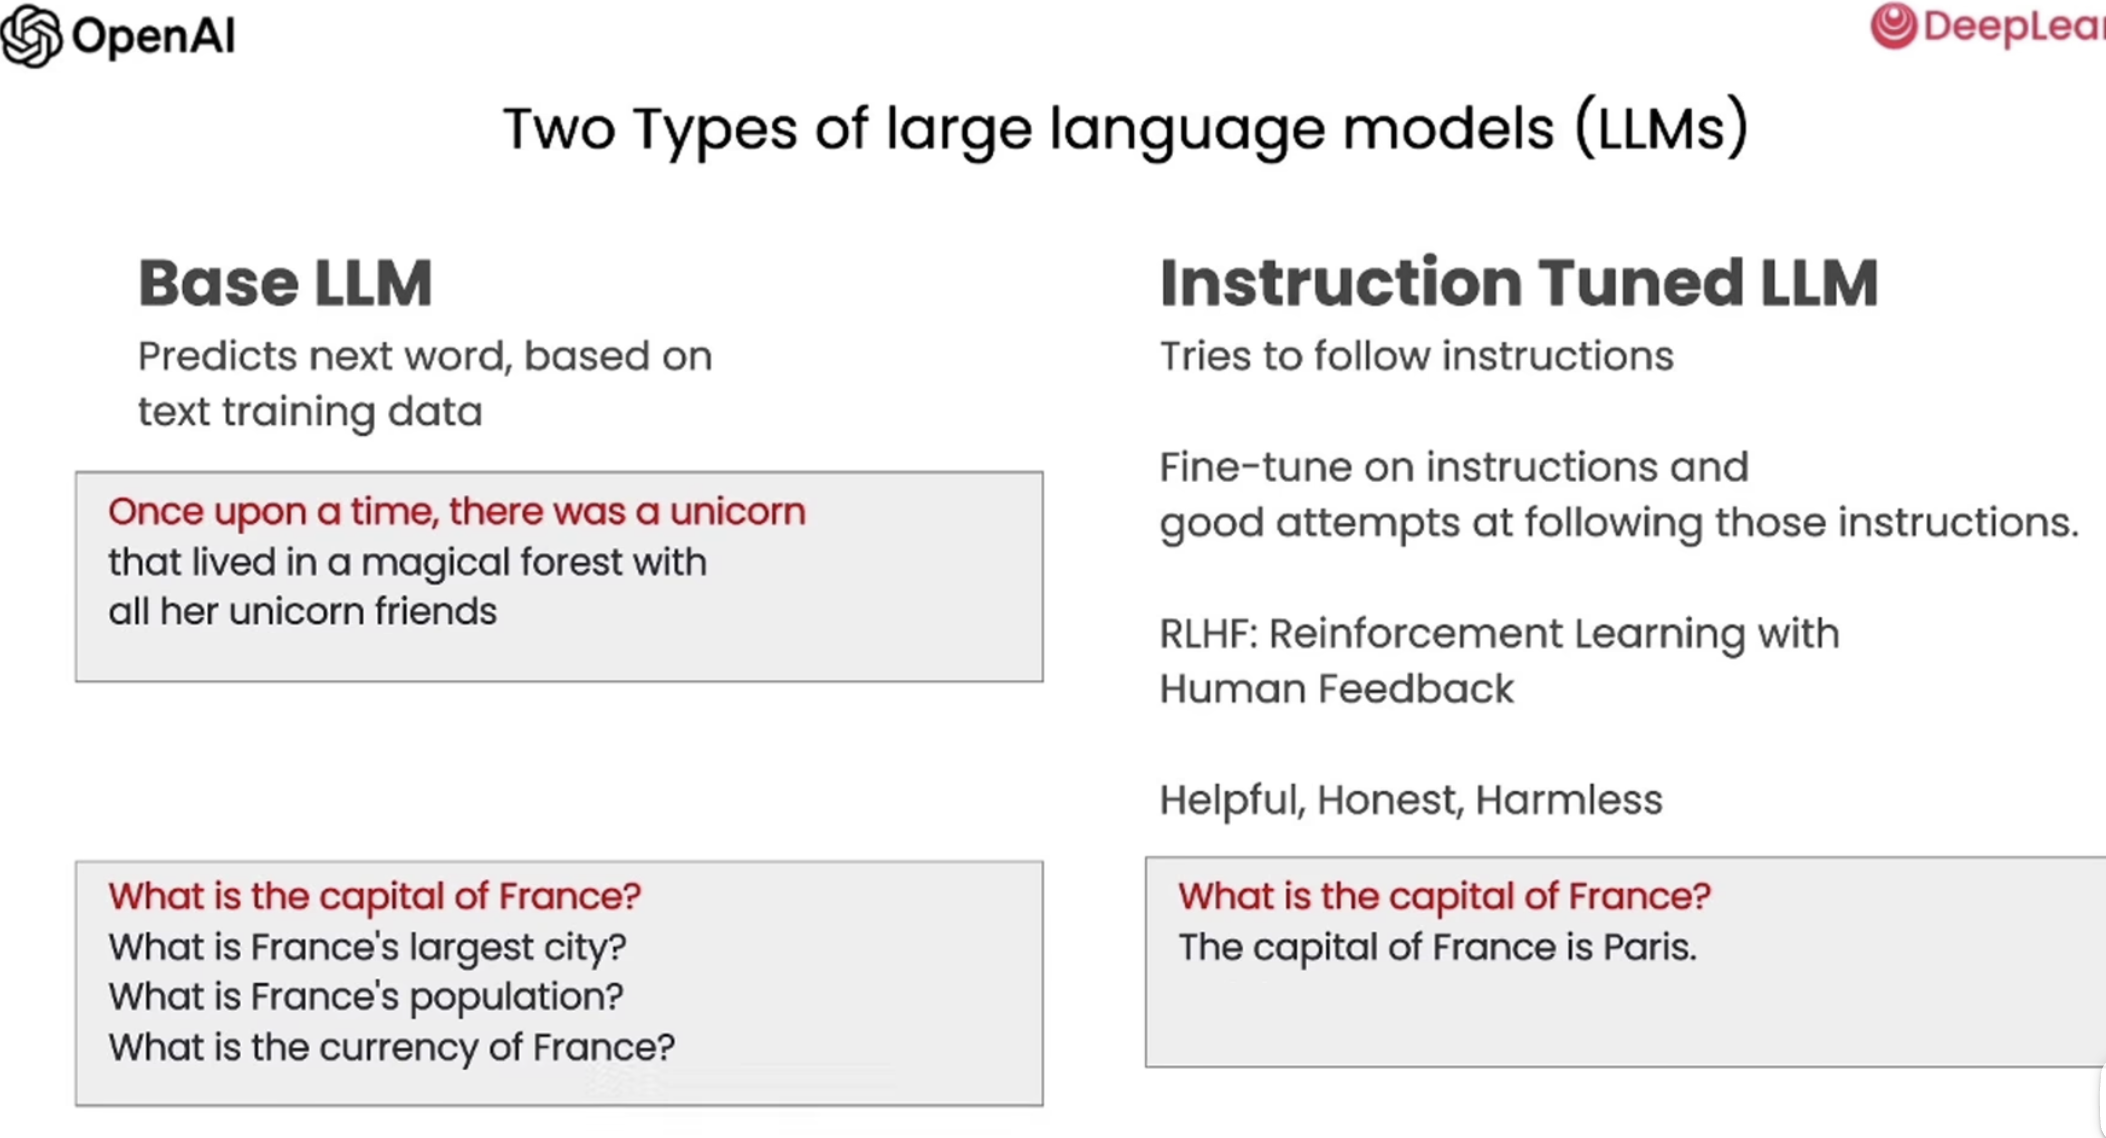 OpenAI
DeepLear
Two Types of large language models (LLMs)
Base LLM
Predicts next word, based on
text training data
Once upon a time, there was a unicorn
that lived in a magical forest with
all her unicorn friends
What is the capital of France?
What is France's largest city?
What is France's population?
What is the currency of France?
Instruction Tuned LLM
Tries to follow instructions
Fine-tune on instructions and
good attempts at following those instructions.
RLHF: Reinforcement Learning with
Human Feedback
Helpful, Honest, Harmless
What is the capital of France?
The capital of France is Paris.